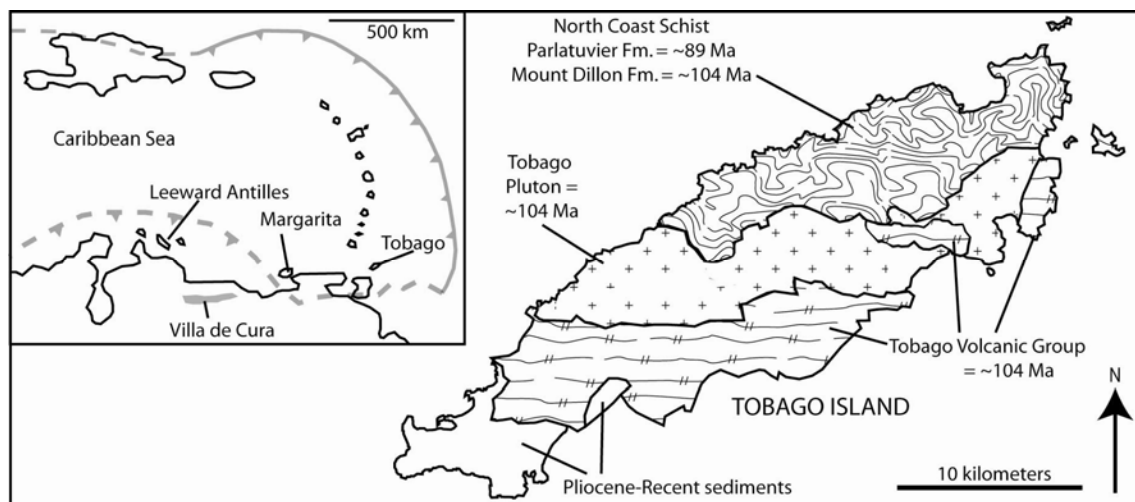 500 km
Caribbean Sea
Leeward Antilles
Margarita
Tobago
Villa de Cura
North Coast Schist
Parlatuvier Fm. = ~89 Ma
Mount Dillon Fm. = ~104 Ma
Tobago
Pluton =
~104 Ma
Tobago Volcanic Group
= ~104 Ma
N
TOBAGO ISLAND
10 kilometers
Pliocene-Recent sediments